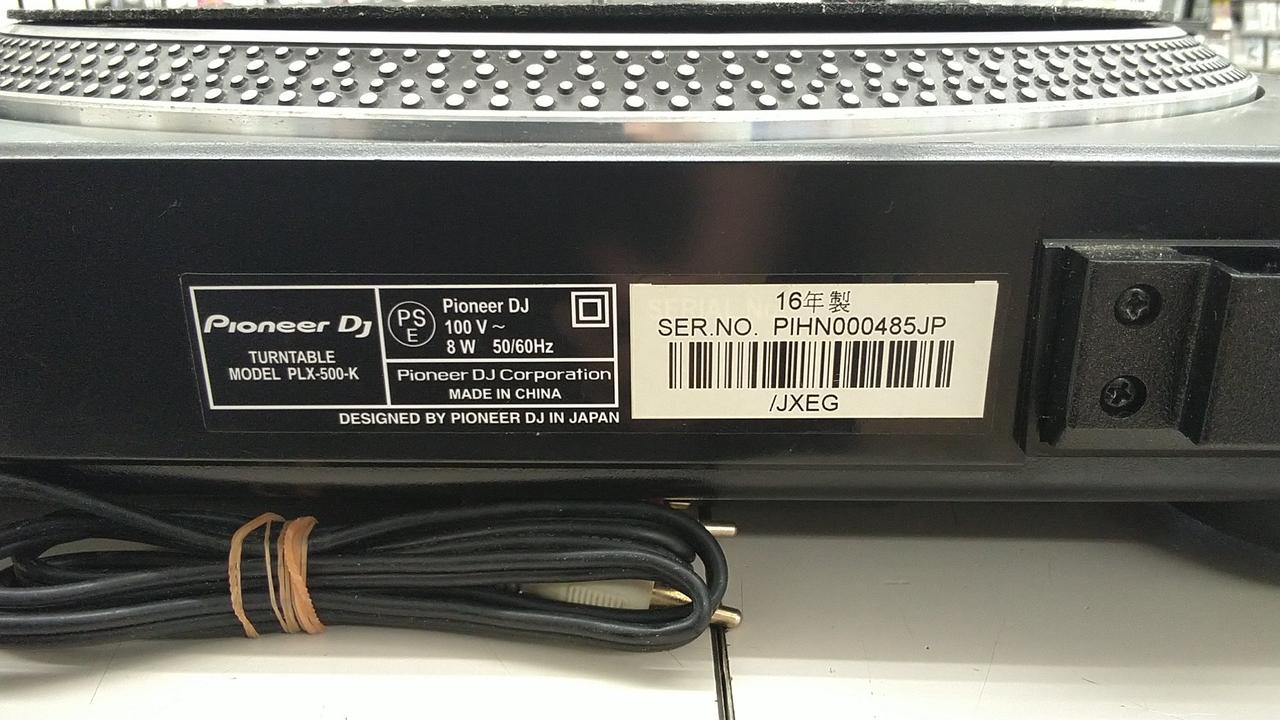 Pioneer Dj
TURNTABLE
MODEL PLX-500-K
PS
E
Pioneer DJ
100 V ~
8 W 50/60Hz
Pioneer DJ Corporation
MADE IN CHINA
DESIGNED BY PIONEER DJ IN JAPAN
16年製
SER.NO. PIHN000485JP
/JXEG